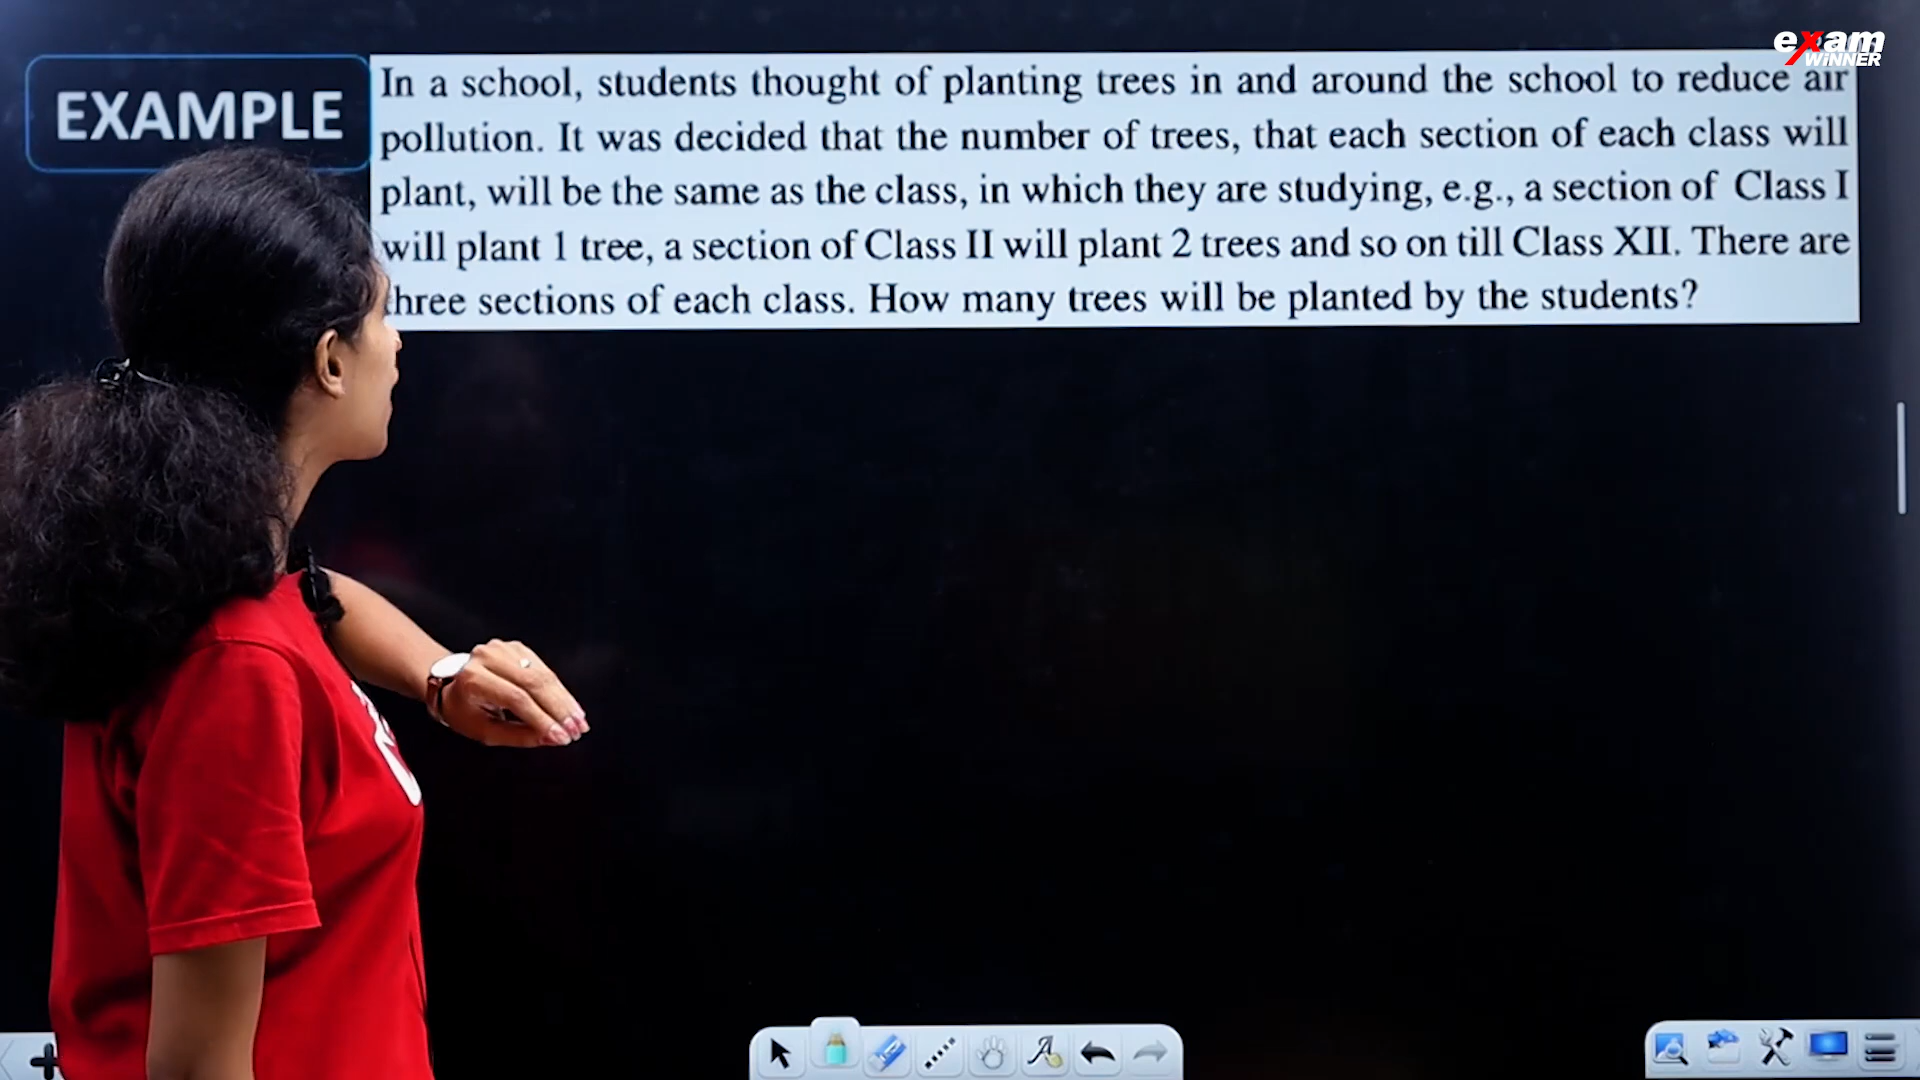 exam
WINNER
EXAMPLE
In a school, students thought of planting trees in and around the school to reduce air
pollution. It was decided that the number of trees, that each section of each class will
plant, will be the same as the class, in which they are studying, e.g., a section of Class I
will plant 1 tree, a section of Class II will plant 2 trees and so on till Class XII. There are
hree sections of each class. How many trees will be planted by the students?